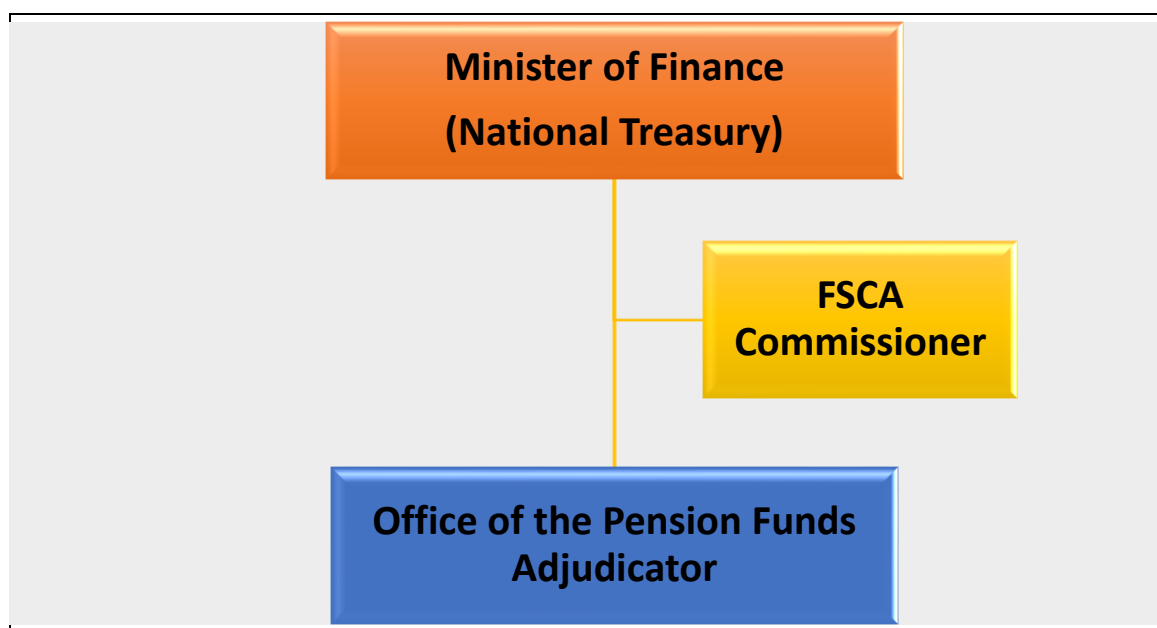 Minister of Finance
(National Treasury)
FSCA
Commissioner
Office of the Pension Funds
Adjudicator